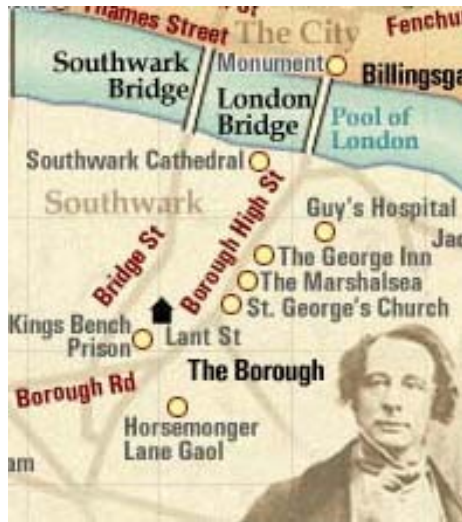 Thames Street
The City
Fenchu
Southwark
Bridge
Monument
Billingsga
London
Bridge
Pool of
London
Southwark Cathedral
Southwark
Guy's Hospital
Jac
Bridge St
Borough High St
The George Inn
The Marshalsea
St. George's Church
Kings Bench
Prison
Lant St
The Borough
Borough Rd
Horsemonger
Lane Gaol
am